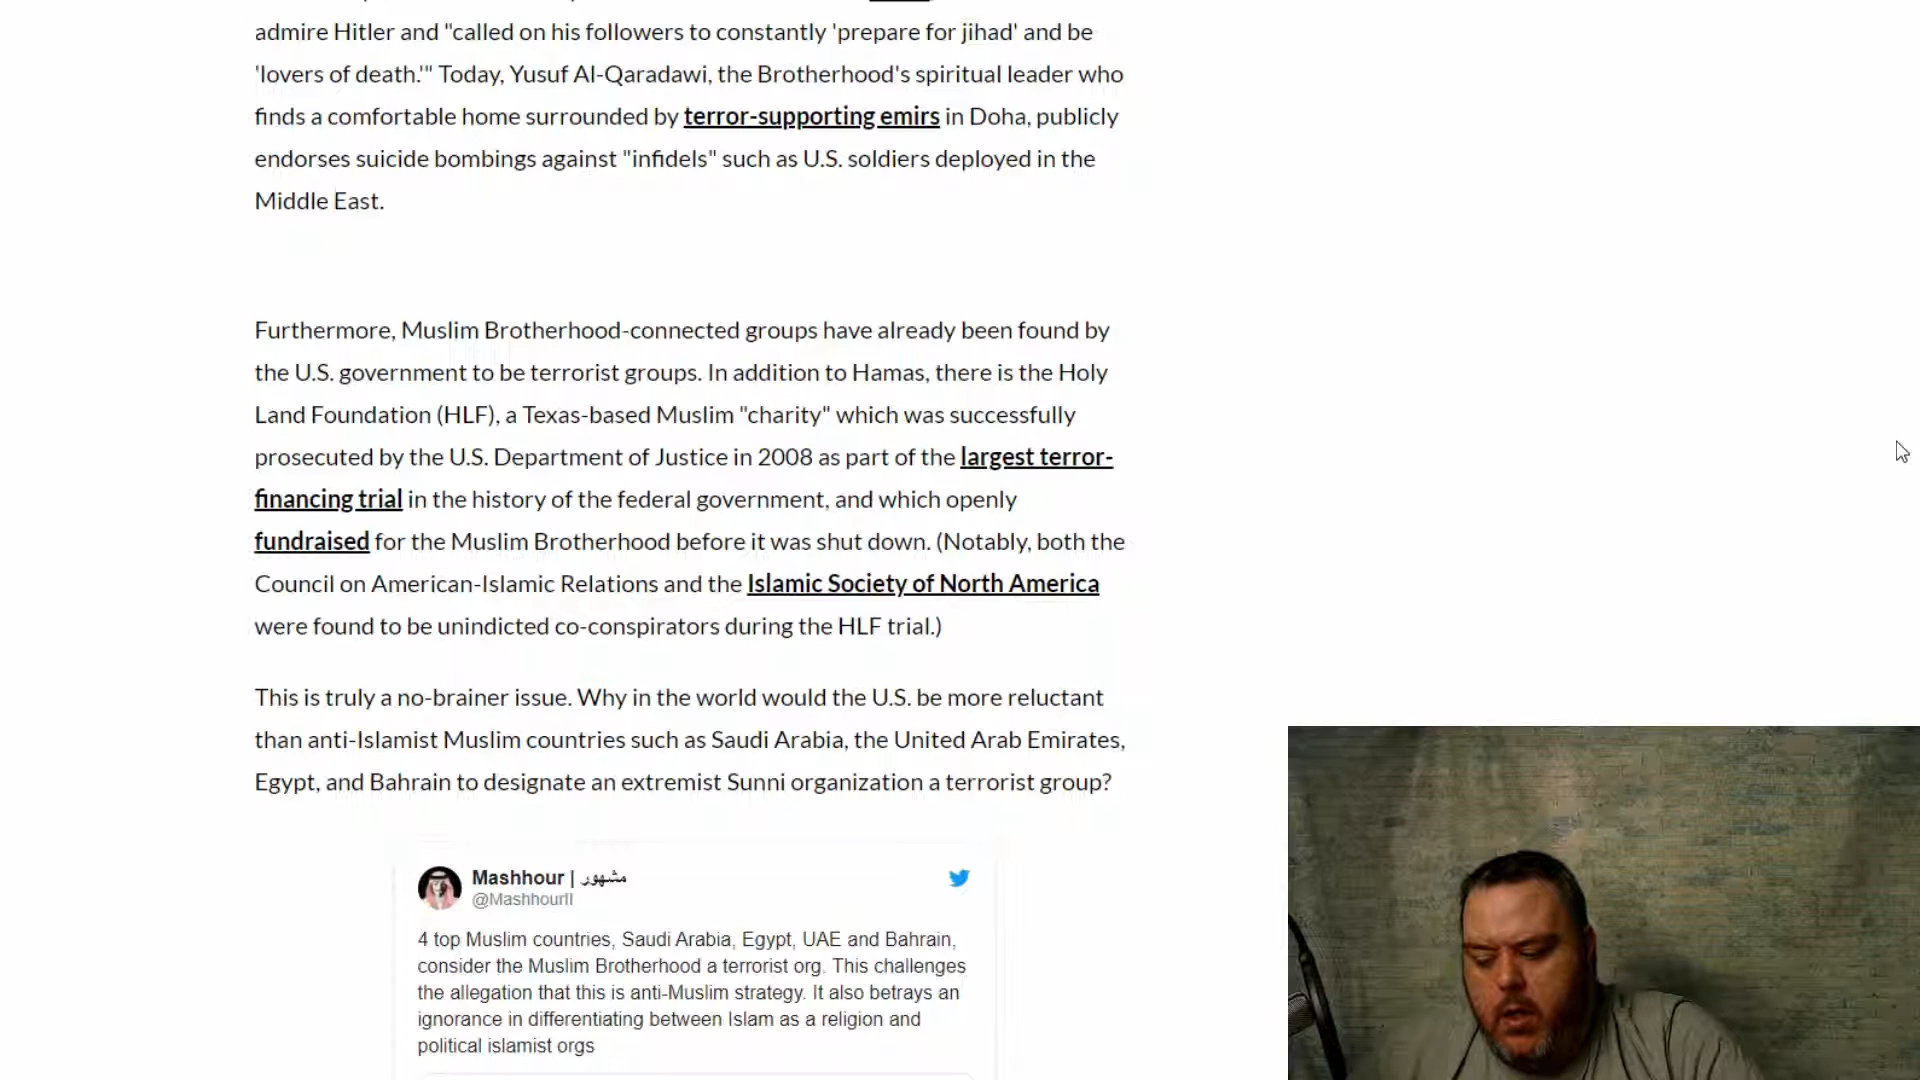 admire Hitler and "called on his followers to constantly 'prepare for jihad' and be
'lovers of death.'" Today, Yusuf Al-Qaradawi, the Brotherhood's spiritual leader who
finds a comfortable home surrounded by terror-supporting emirs in Doha, publicly
endorses suicide bombings against "infidels" such as U.S. soldiers deployed in the
Middle East.
Furthermore, Muslim Brotherhood-connected groups have already been found by
the U.S. government to be terrorist groups. In addition to Hamas, there is the Holy
Land Foundation (HLF), a Texas-based Muslim "charity" which was successfully
prosecuted by the U.S. Department of Justice in 2008 as part of the largest terror-
financing trial in the history of the federal government, and which openly
fundraised for the Muslim Brotherhood before it was shut down. (Notably, both the
Council on American-Islamic Relations and the Islamic Society of North America
were found to be unindicted co-conspirators during the HLF trial.)
This is truly a no-brainer issue. Why in the world would the U.S. be more reluctant
than anti-Islamist Muslim countries such as Saudi Arabia, the United Arab Emirates,
Egypt, and Bahrain to designate an extremist Sunni organization a terrorist group?
Mashhour | مشهور
4 top Muslim countries, Saudi Arabia, Egypt, UAE and Bahrain,
consider the Muslim Brotherhood a terrorist org. This challenges
the allegation that this is anti-Muslim strategy. It also betrays an
ignorance in differentiating between Islam as a religion and
political islamist orgs